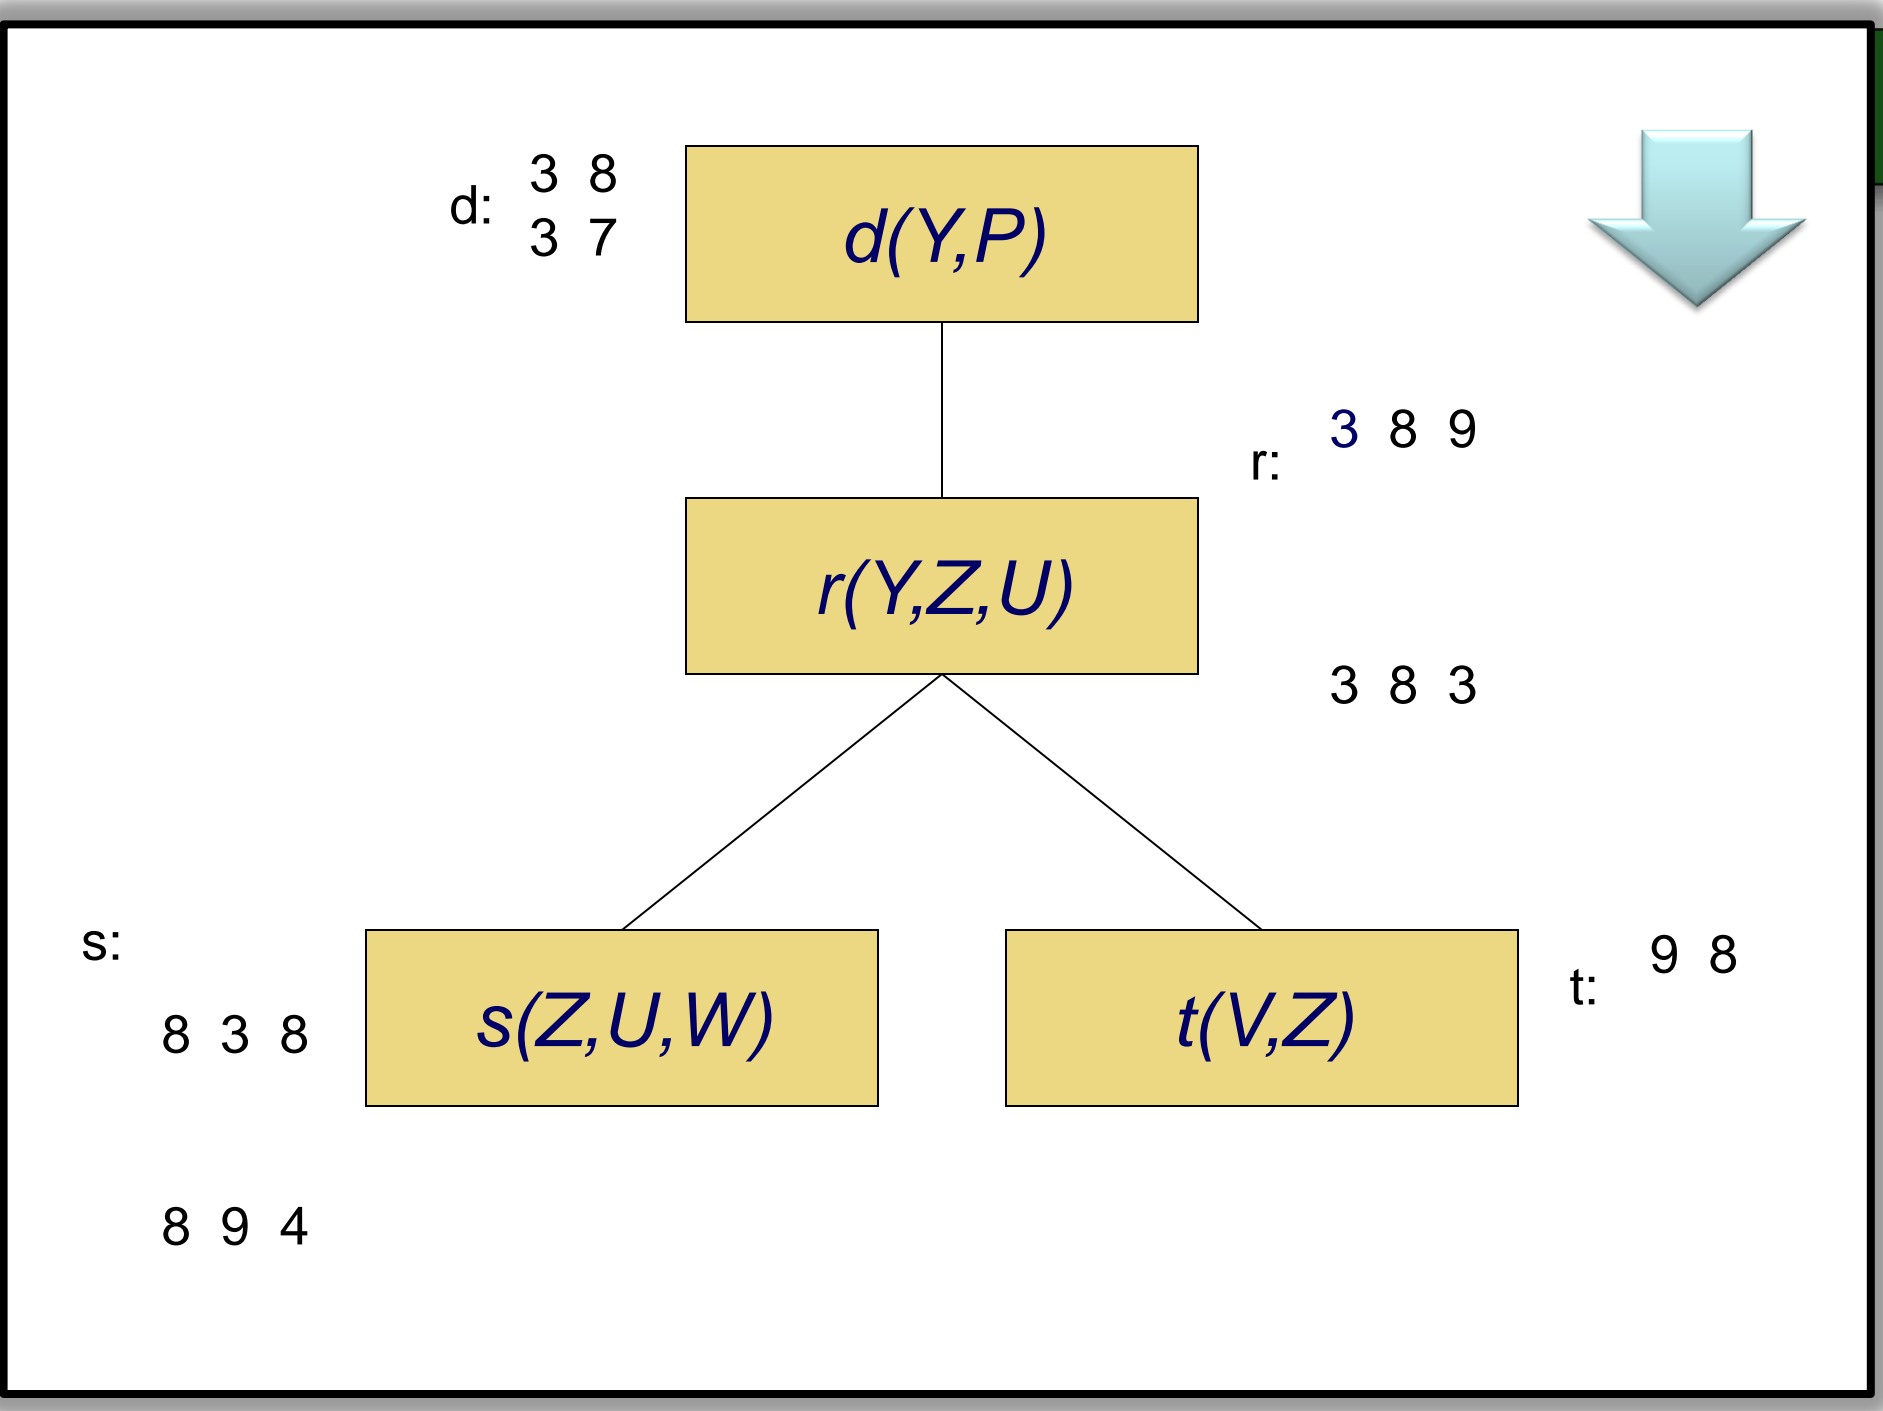 d:
3 8
3 7
d(Y,P)
r:
3 8 9
r(Y,Z,U)
3 8 3
s:
8 3 8
8 9 4
s(Z,U,W)
t(V,Z)
t:
9 8